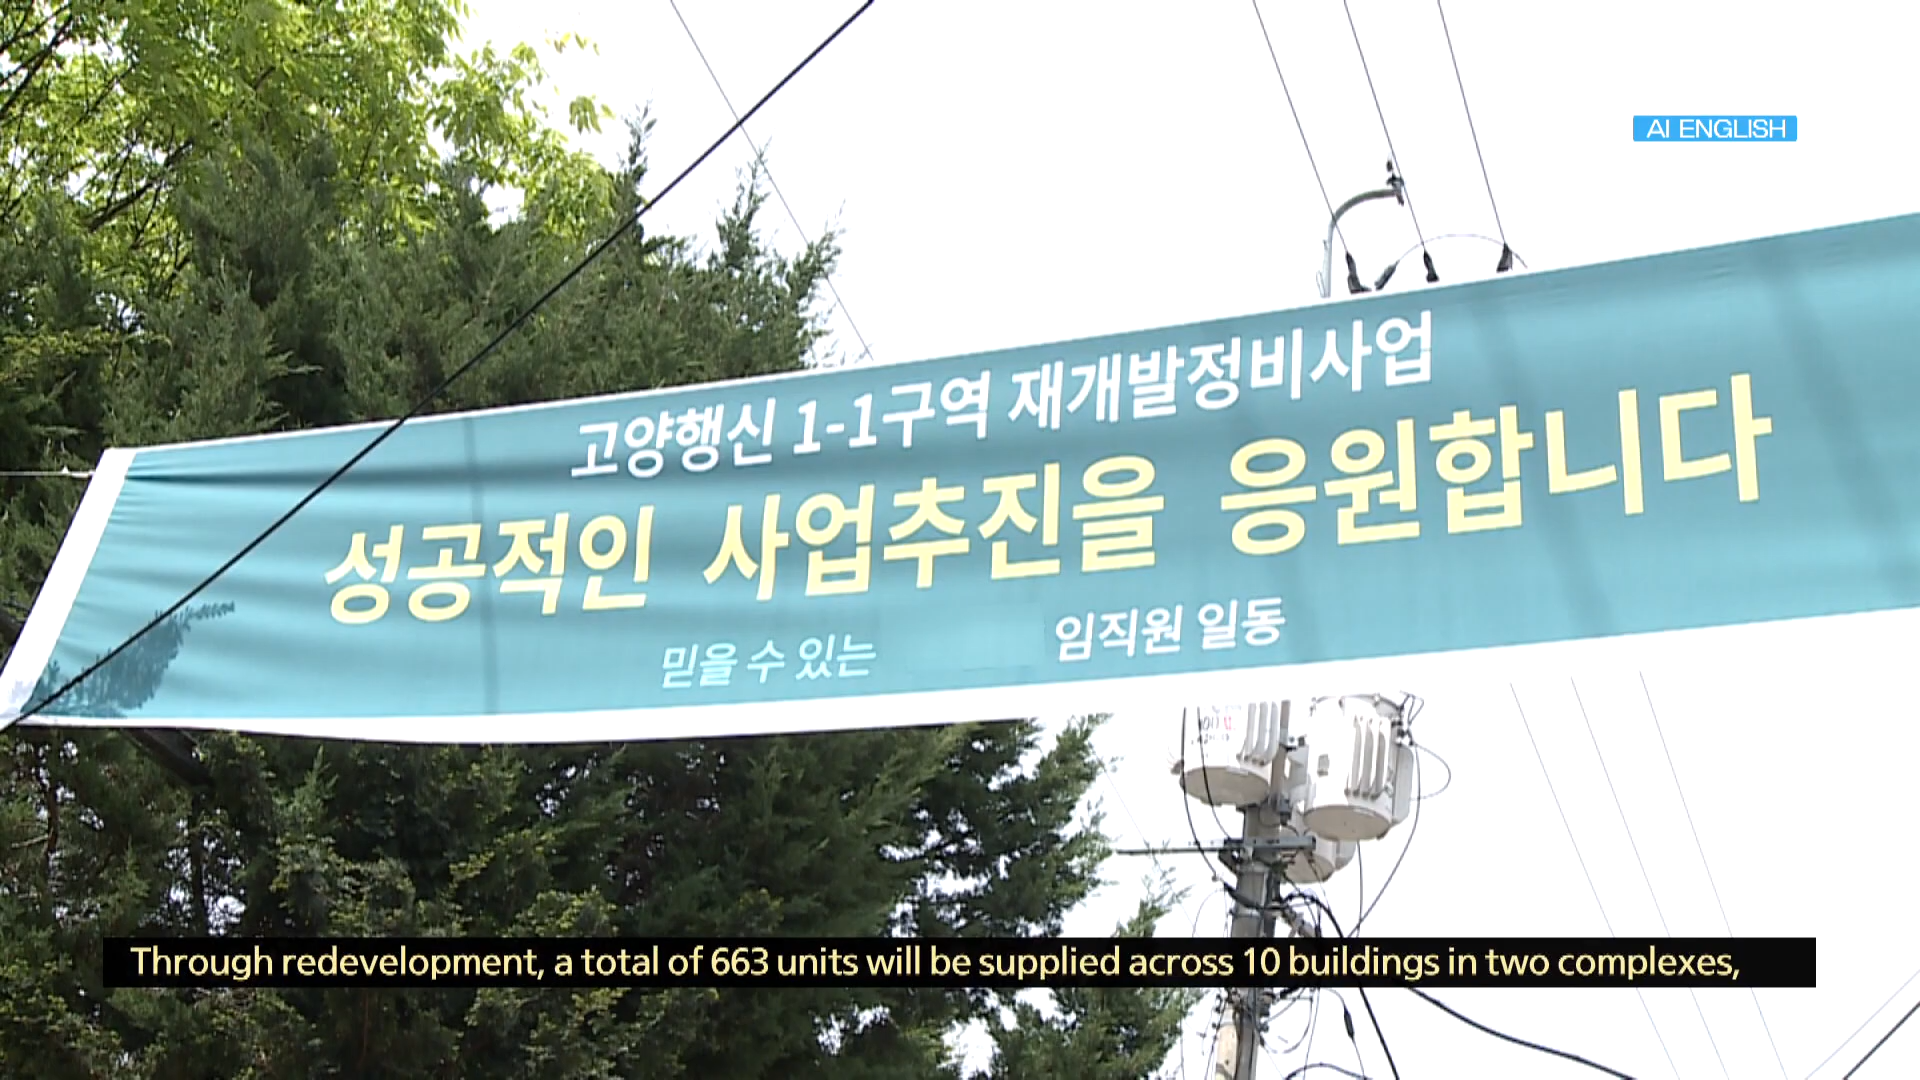 AI ENGLISH
고양행신 1-1구역 재개발정비사업
성공적인 사업추진을 응원합니다
믿을 수 있는 임직원 일동
Through redevelopment, a total of 663 units will be supplied across 10 buildings in two complexes,